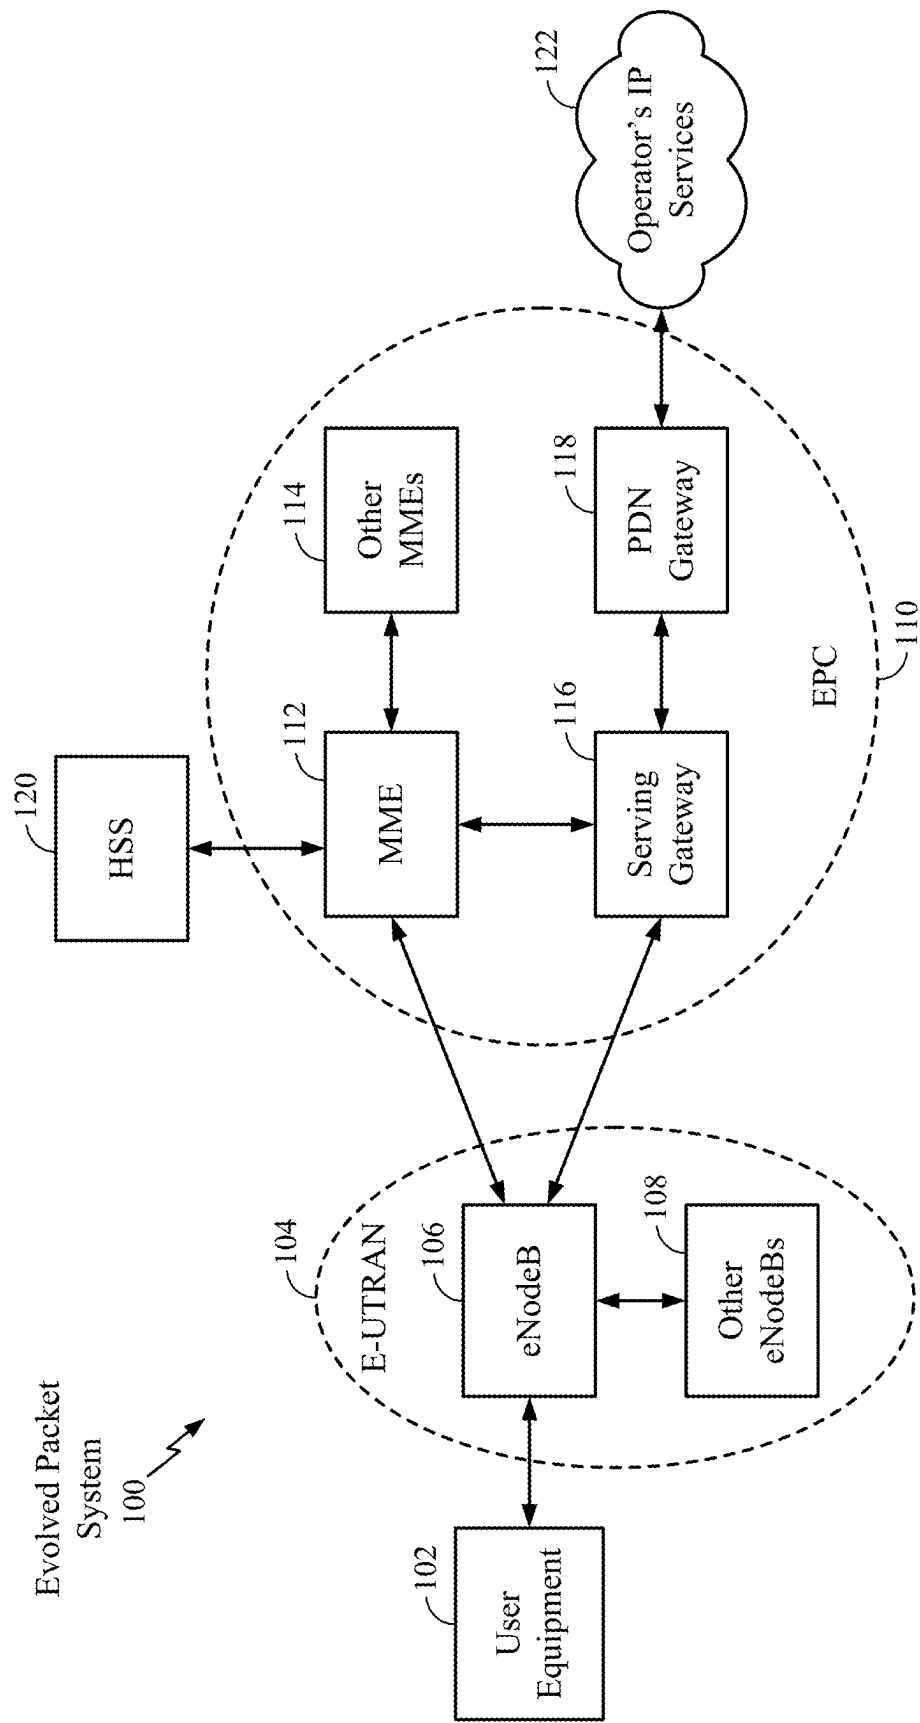 Evolved Packet
System
100
120
HSS
104
E-UTRAN
102
User
Equipment
106
eNodeB
108
Other
eNodeBs
112
MME
114
Other
MMEs
116
Serving
Gateway
118
PDN
Gateway
EPC
110
122
Operator's IP
Services